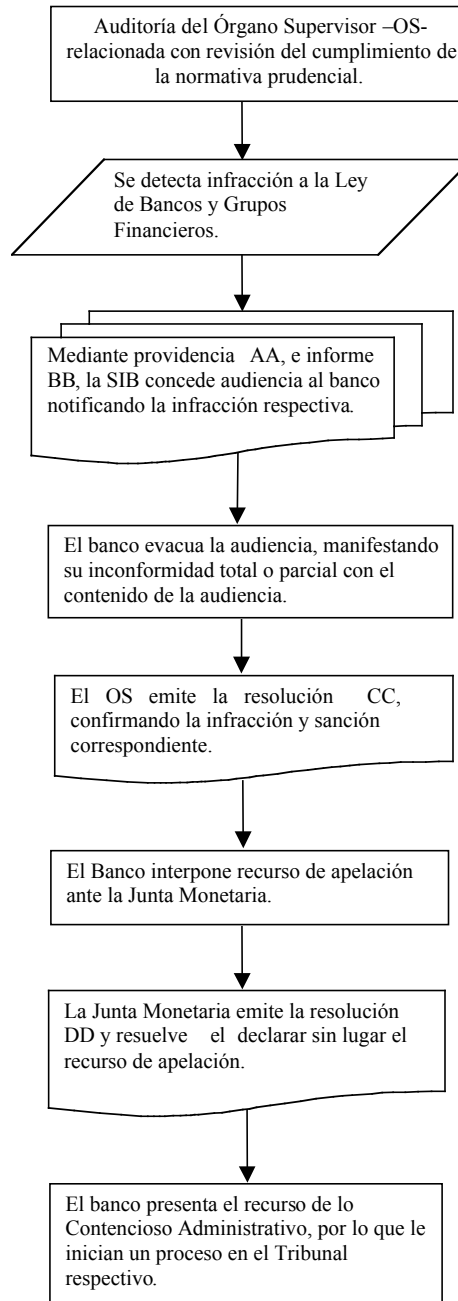 Auditoría del Órgano Supervisor –OS-
relacionada con revisión del cumplimiento de
la normativa prudencial.
Se detecta infracción a la Ley
de Bancos y Grupos
Financieros.
Mediante providencia AA, e informe
BB, la SIB concede audiencia al banco
notificando la infracción respectiva.
El banco evacua la audiencia, manifestando
su inconformidad total o parcial con el
contenido de la audiencia.
El OS emite la resolución CC,
confirmando la infracción y sanción
correspondiente.
El Banco interpone recurso de apelación
ante la Junta Monetaria.
La Junta Monetaria emite la resolución
DD y resuelve el declarar sin lugar el
recurso de apelación.
El banco presenta el recurso de lo
Contencioso Administrativo, por lo que le
inician un proceso en el Tribunal
respectivo.